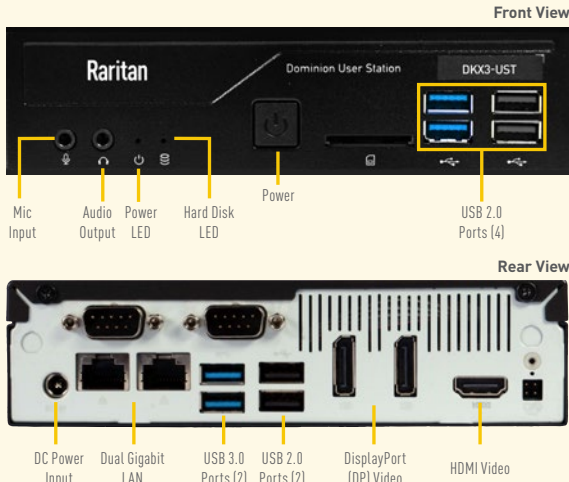 Front View
Raritan
Dominion User Station
DKX3-UST
Mic
Input
Audio
Output
Power
LED
Hard Disk
LED
Power
USB 2.0
Ports (4)
Rear View
DC Power
Input
Dual Gigabit
LAN
USB 3.0
Ports (2)
USB 2.0
Ports (2)
DisplayPort
(DP) Video
HDMI Video